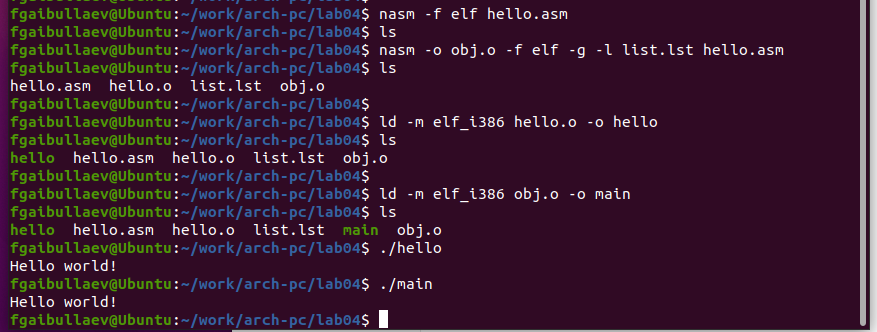 fgaibullaev@Ubuntu:~/work/arch-pc/lab04$ nasm -f elf hello.asm
fgaibullaev@Ubuntu:~/work/arch-pc/lab04$ ls
fgaibullaev@Ubuntu:~/work/arch-pc/lab04$ nasm -o obj.o -f elf -g -l list.lst hello.asm
fgaibullaev@Ubuntu:~/work/arch-pc/lab04$ ls
hello.asm  hello.o  list.lst  obj.o
fgaibullaev@Ubuntu:~/work/arch-pc/lab04$
fgaibullaev@Ubuntu:~/work/arch-pc/lab04$ ld -m elf_i386 hello.o -o hello
fgaibullaev@Ubuntu:~/work/arch-pc/lab04$ ls
hello  hello.asm  hello.o  list.lst  obj.o
fgaibullaev@Ubuntu:~/work/arch-pc/lab04$
fgaibullaev@Ubuntu:~/work/arch-pc/lab04$ ld -m elf_i386 obj.o -o main
fgaibullaev@Ubuntu:~/work/arch-pc/lab04$ ls
hello  hello.asm  hello.o  list.lst  main  obj.o
fgaibullaev@Ubuntu:~/work/arch-pc/lab04$ ./hello
Hello world!
fgaibullaev@Ubuntu:~/work/arch-pc/lab04$ ./main
Hello world!
fgaibullaev@Ubuntu:~/work/arch-pc/lab04$